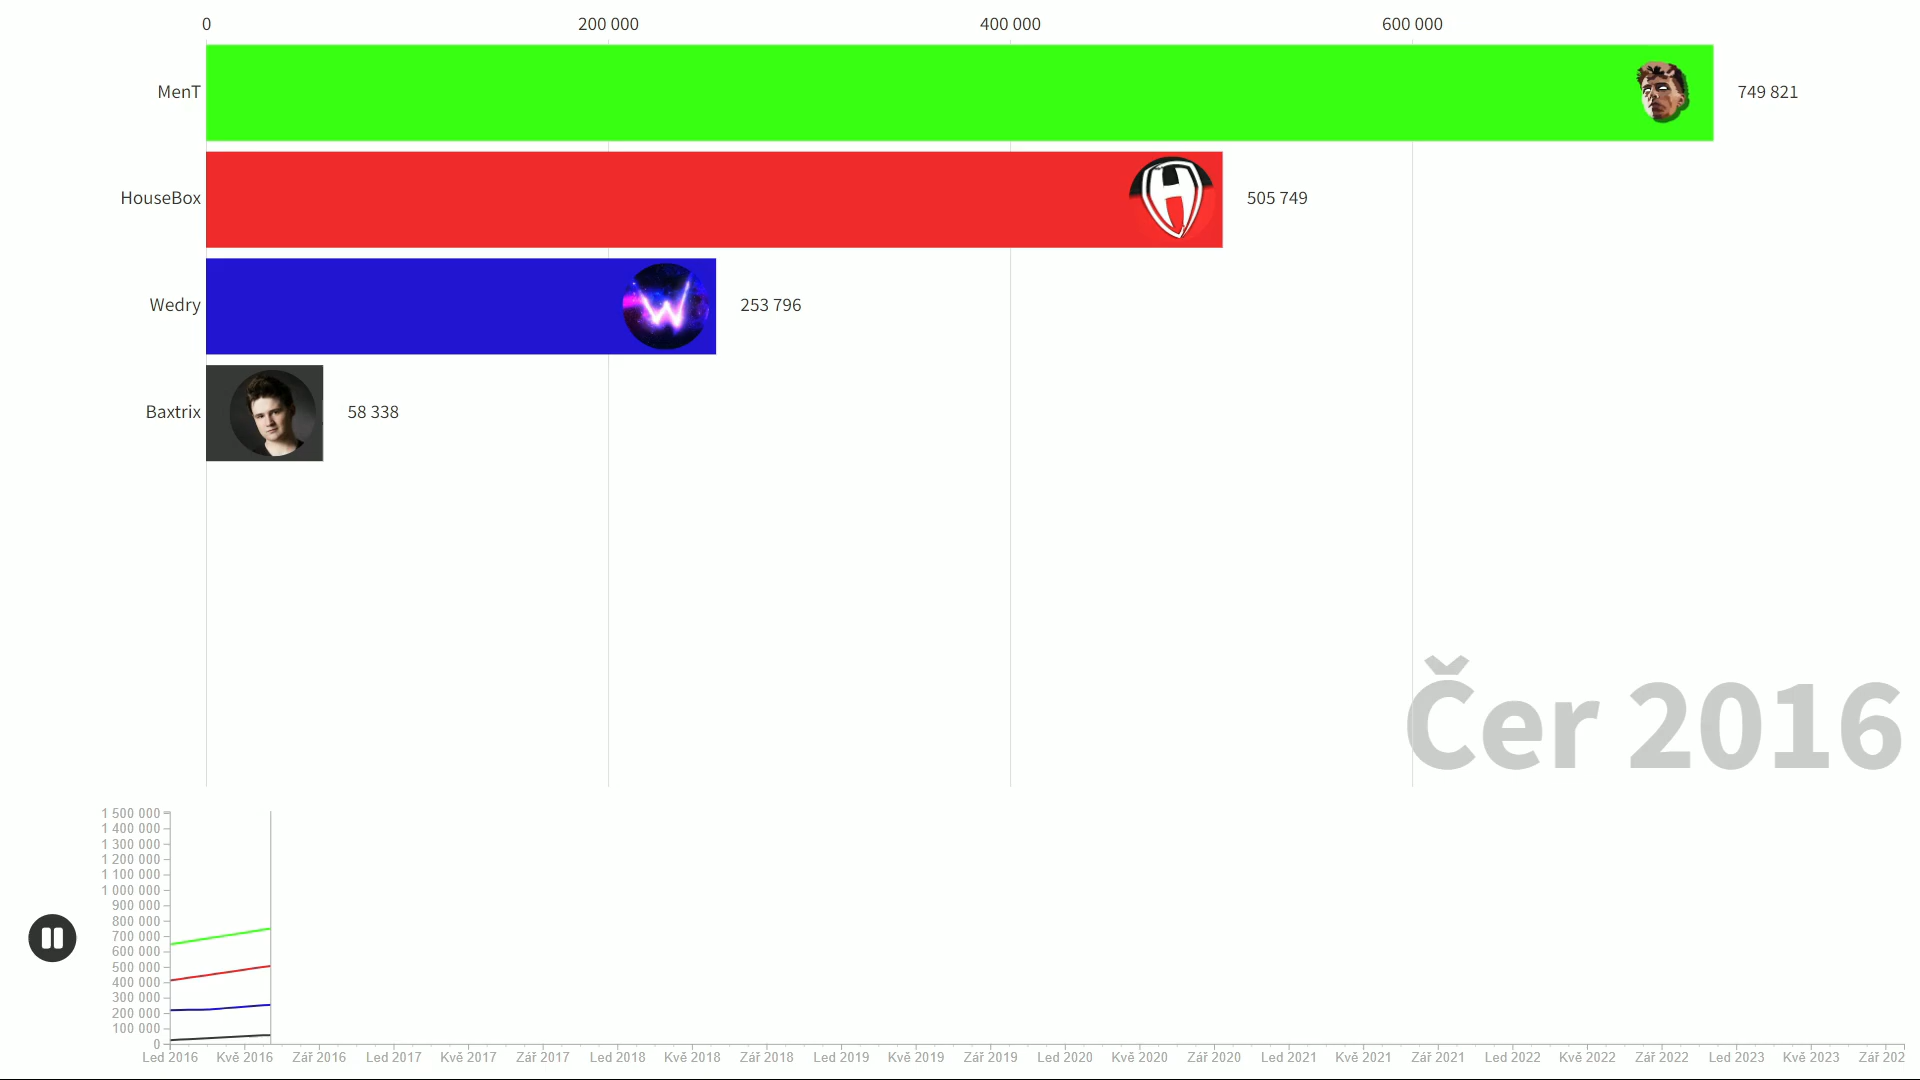 0 200 000 400 000 600 000
MenT 749 821
HouseBox 505 749
Wedry 253 796
Baxtrix 58 338
Čer 2016
1 500 000
1 400 000
1 300 000
1 200 000
1 100 000
1 000 000
900 000
800 000
700 000
600 000
500 000
400 000
300 000
200 000
100 000
0
Led 2016 Kvě 2016 Zář 2016 Led 2017 Kvě 2017 Zář 2017 Led 2018 Kvě 2018 Zář 2018 Led 2019 Kvě 2019 Zář 2019 Led 2020 Kvě 2020 Zář 2020 Led 2021 Kvě 2021 Zář 2021 Led 2022 Kvě 2022 Zář 2022 Led 2023 Kvě 2023 Zář 202